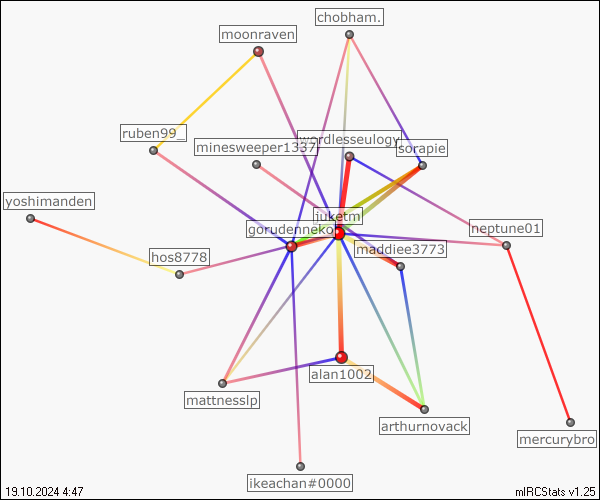 chobham.
moonraven
ruben99_
minesweeper1337
wordlesseulogy
sorapie
yoshimanden
juketm
gorudenneko
neptune01
maddiee3773
hos8778
alan1002
mattnesslp
arthurnovack
mercurybro
ikeachan#0000
19.10.2024 4:47
mIRCStats v1.25